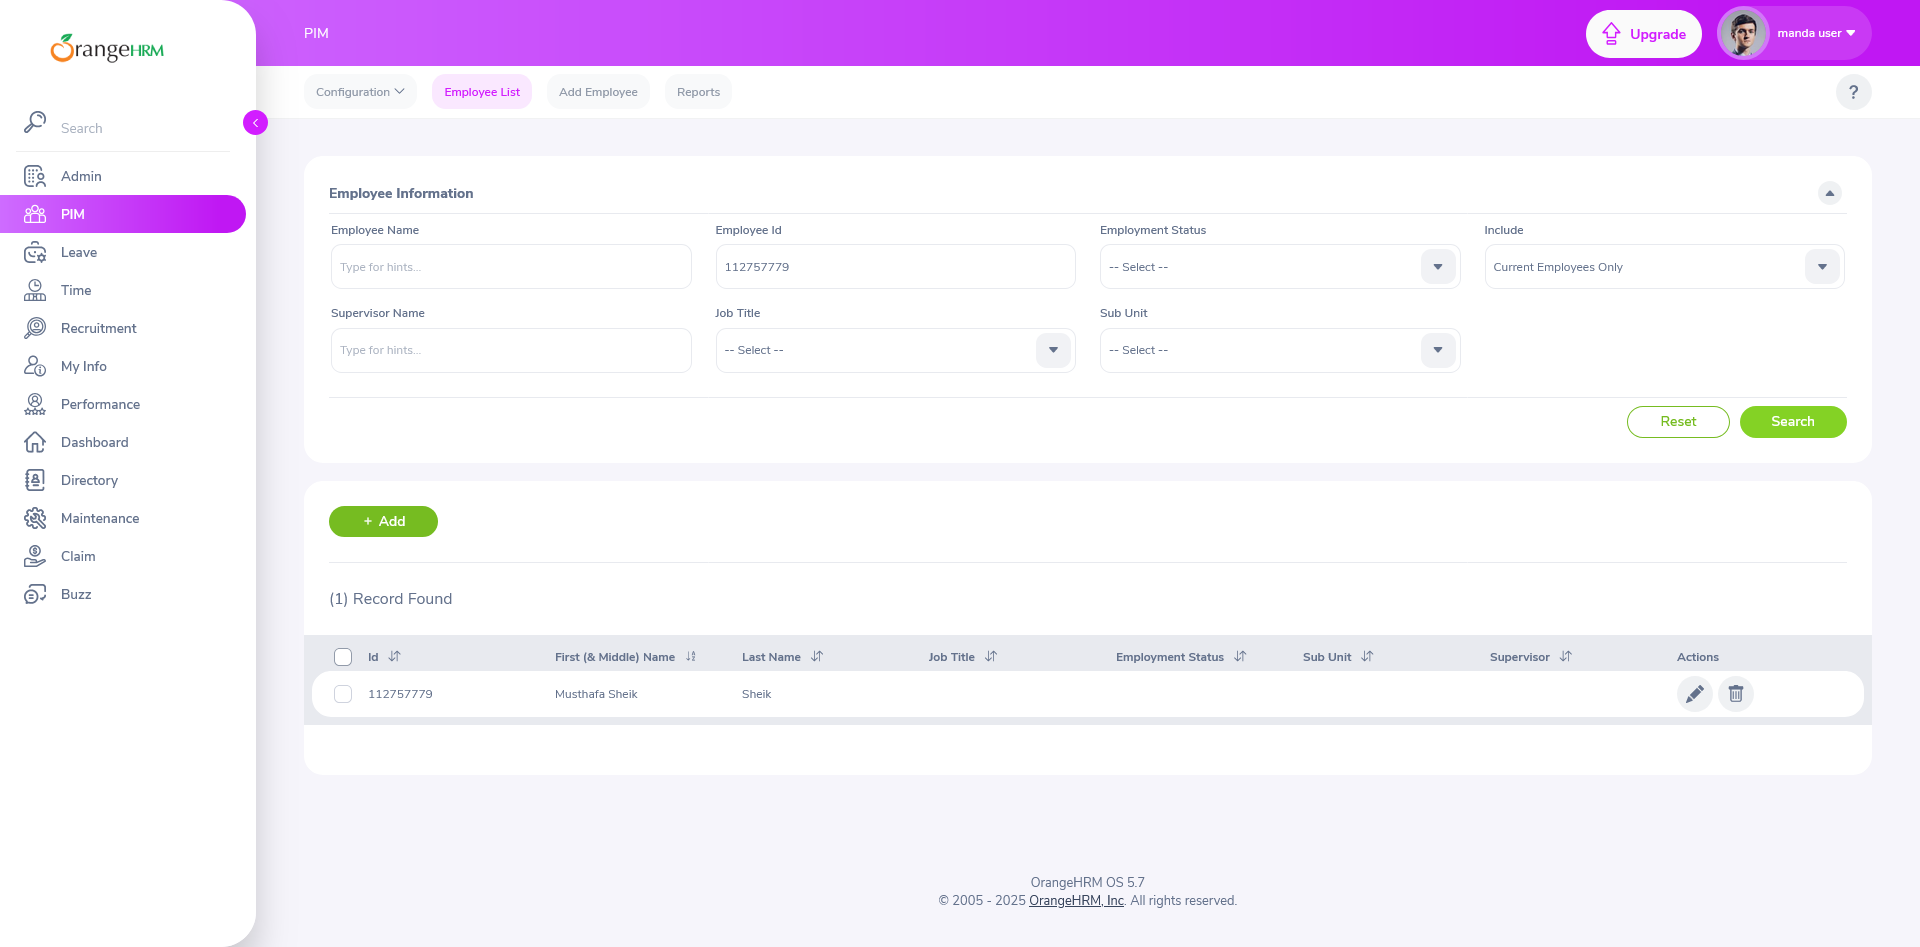 OrangeHRM
PIM
Upgrade
manda user
Configuration
Employee List
Add Employee
Reports
?
Search
Admin
PIM
Leave
Time
Recruitment
My Info
Performance
Dashboard
Directory
Maintenance
Claim
Buzz
Employee Information
Employee Name
Employee Id
Employment Status
Include
Type for hints...
112757779
-- Select --
Current Employees Only
Supervisor Name
Job Title
Sub Unit
Type for hints...
-- Select --
-- Select --
Reset
Search
+ Add
(1) Record Found
Id
First (& Middle) Name
Last Name
Job Title
Employment Status
Sub Unit
Supervisor
Actions
112757779
Musthafa Sheik
Sheik
OrangeHRM OS 5.7
© 2005 - 2025 OrangeHRM, Inc. All rights reserved.